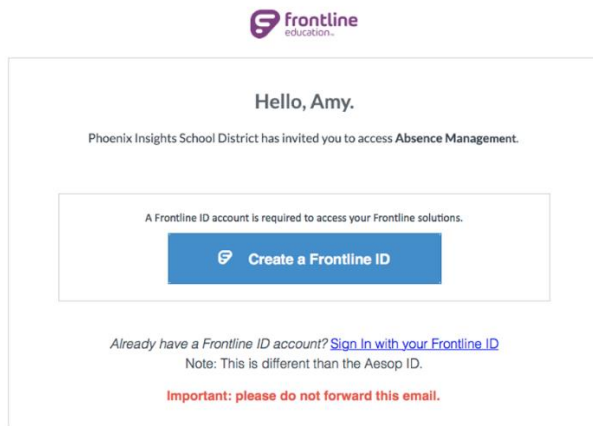 frontline
education.
Hello, Amy.
Phoenix Insights School District has invited you to access Absence Management.
A Frontline ID account is required to access your Frontline solutions.
Create a Frontline ID
Already have a Frontline ID account? Sign In with your Frontline ID
Note: This is different than the Aesop ID.
Important: please do not forward this email.